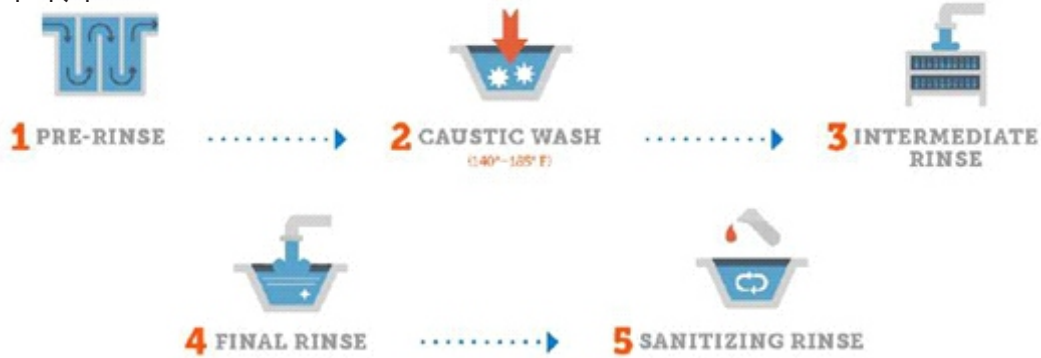 1 PRE-RINSE
2 CAUSTIC WASH
(140°-185° F)
3 INTERMEDIATE
RINSE
4 FINAL RINSE
5 SANITIZING RINSE